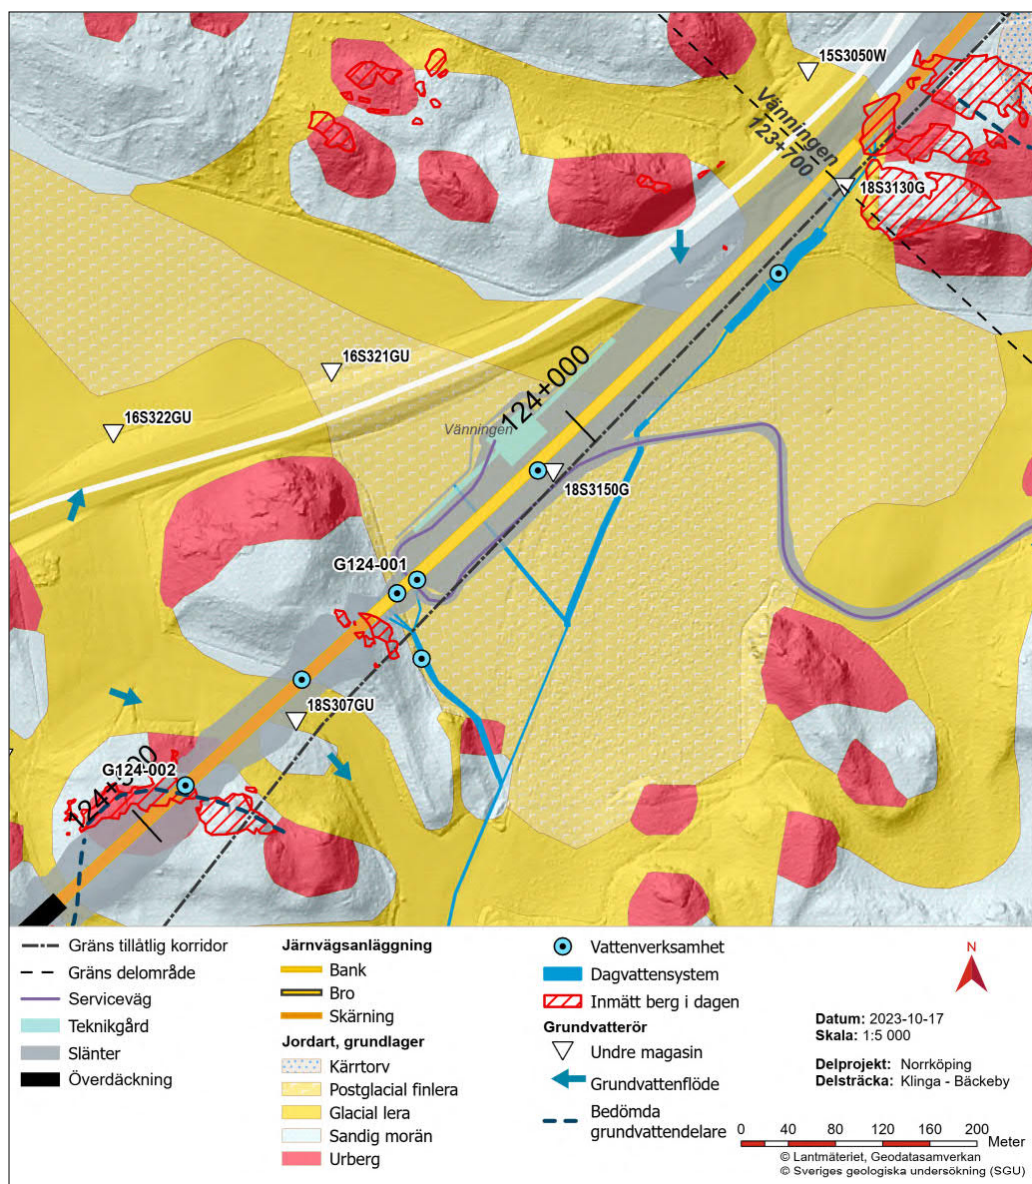 15S3050W
Vänningen
123+700
18S3130G
16S321GU
124+000
16S322GU
Vänningen
18S3150G
G124-001
18S307GU
G124-002
124+500
Gräns tillåtlig korridor
Gräns delområde
Serviceväg
Teknikgård
Slänter
Överdäckning
Järnvägsanläggning
Bank
Bro
Skärning
Jordart, grundlager
Kärrtorv
Postglacial finlera
Glacial lera
Sandig morän
Urberg
Vattenverksamhet
Dagvattensystem
Inmätt berg i dagen
Grundvatterör
Undre magasin
Grundvattenflöde
Bedömda
grundvattendelare
N
Datum: 2023-10-17
Skala: 1:5 000
Delprojekt: Norrköping
Delsträcka: Klinga - Bäckeby
0 40 80 120 160 200
Meter
© Lantmäteriet, Geodatasamverkan
© Sveriges geologiska undersökning (SGU)